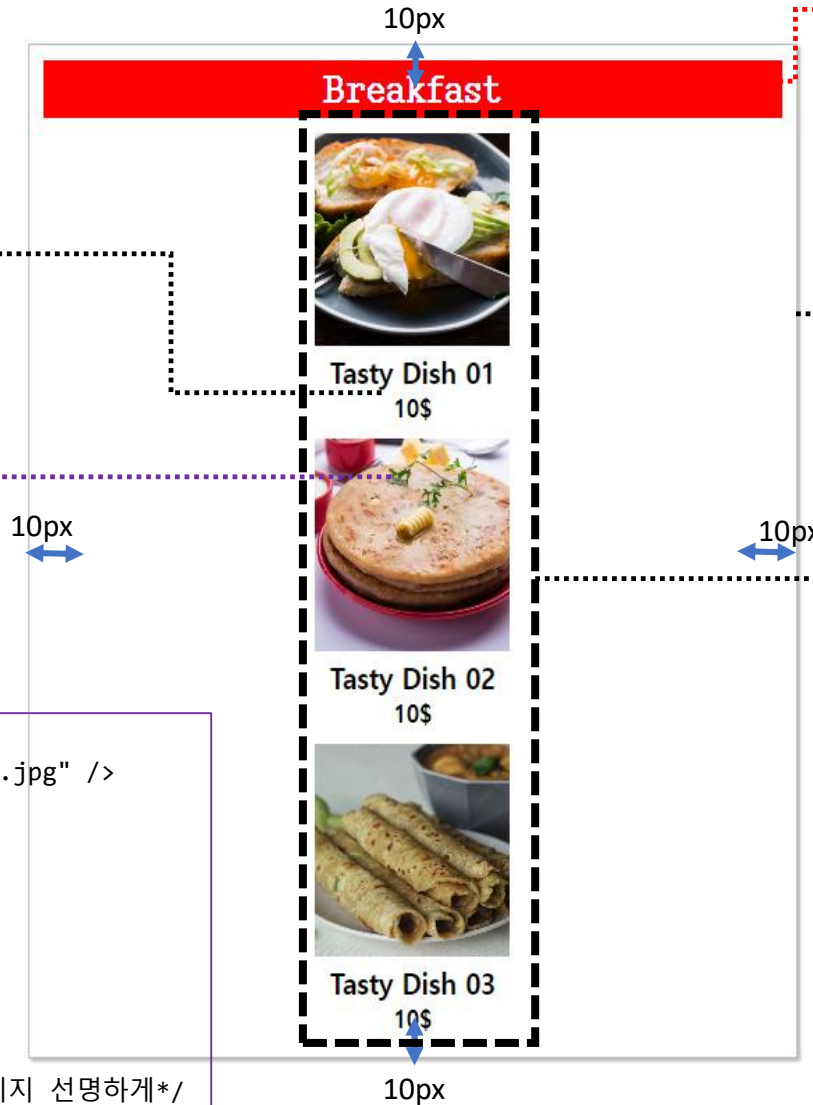 10px
Breakfast
Tasty Dish 01
10$
10px
10px
Tasty Dish 02
10$
.jpg" />
Tasty Dish 03
10$
지 선명하게*/
10px